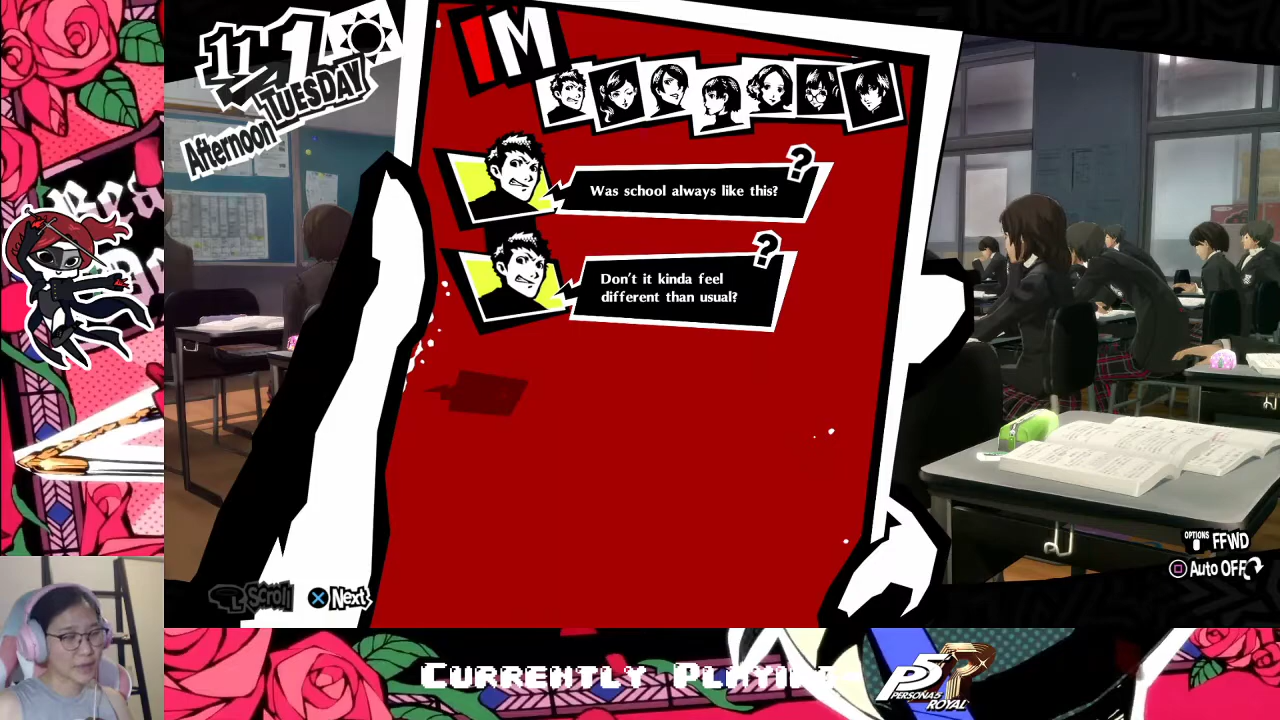 11/1
TUESDAY
Afternoon
IM
Was school always like this?
Don't it kinda feel
different than usual?
OPTIONS
FFWD
Auto OFF
L Scroll
Next
Currently Playing
P5R
PERSONA5
ROYAL